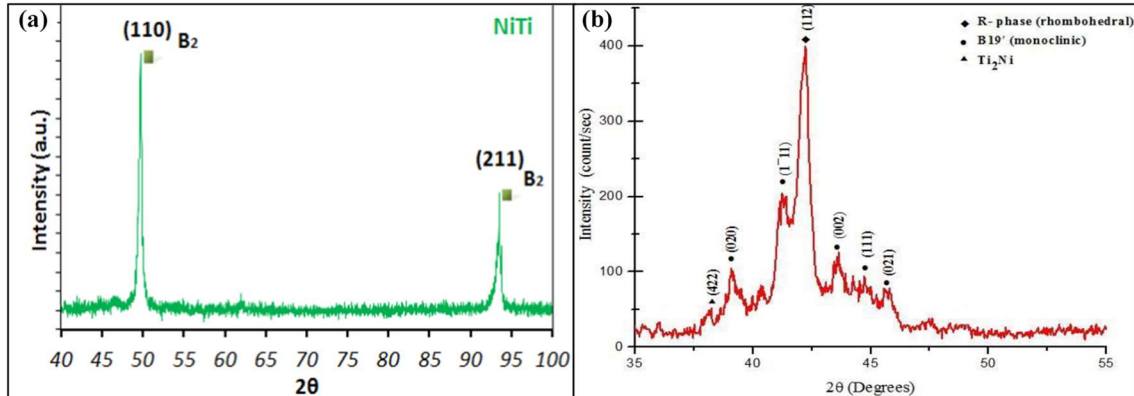 (a)
NiTi
(110)
B2
(211)
B2
Intensity (a.u.)
40 45 50 55 60 65 70 75 80 85 90 95 100
2θ
(b)
◆ R- phase (rhombohedral)
● B19′ (monoclinic)
▲ Ti2Ni
(112)
(1¯11)
(020)
(002)
(111)
(021)
(422)
400
300
200
100
0
Intensity (count/sec)
35 40 45 50 55
2θ (Degrees)